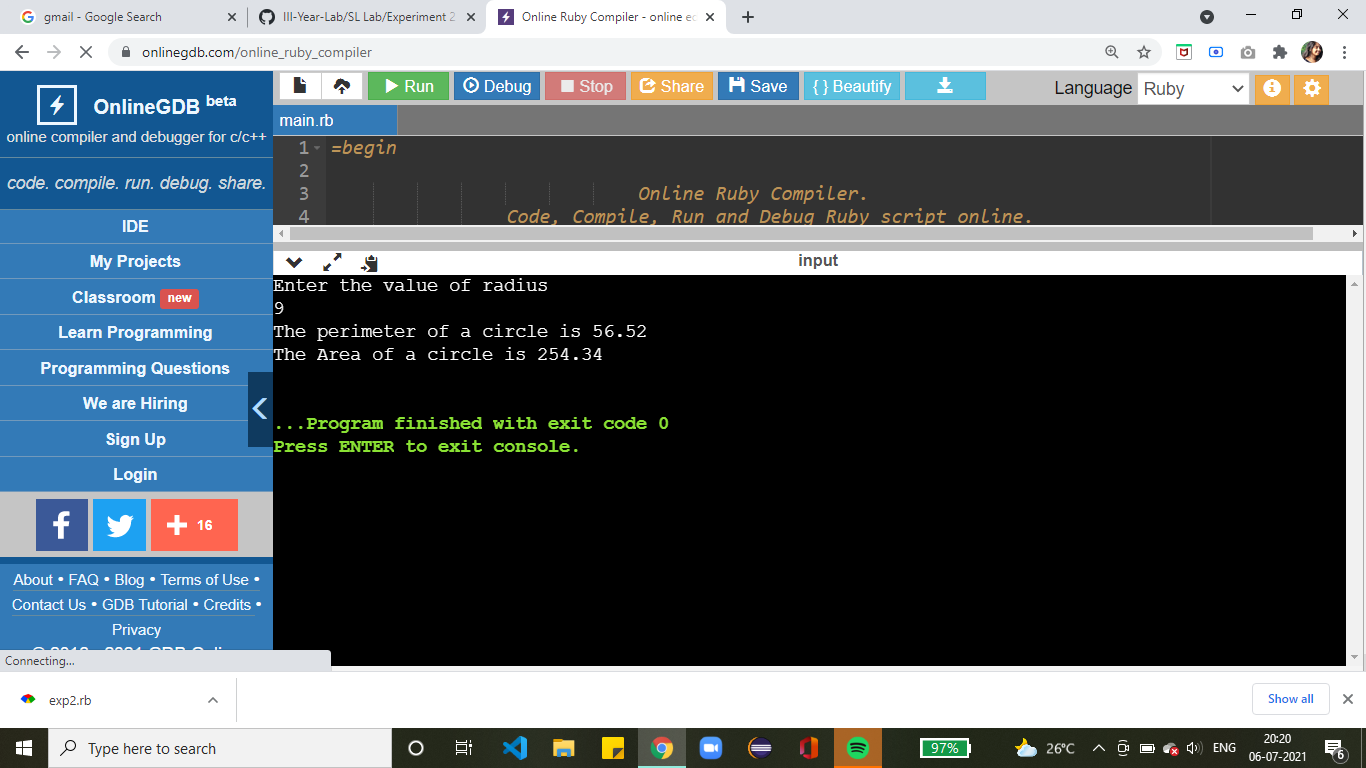 gmail - Google Search
III-Year-Lab/SL Lab/Experiment 2
Online Ruby Compiler - online ed
onlinegdb.com/online_ruby_compiler
OnlineGDB beta
online compiler and debugger for c/c++
code. compile. run. debug. share.
IDE
My Projects
Classroom new
Learn Programming
Programming Questions
We are Hiring
Sign Up
Login
16
About • FAQ • Blog • Terms of Use •
Contact Us • GDB Tutorial • Credits •
Privacy
Connecting...
Run Debug Stop Share Save { } Beautify
Language Ruby
main.rb
1 =begin
2
3 Online Ruby Compiler.
4 Code, Compile, Run and Debug Ruby script online.
input
Enter the value of radius
9
The perimeter of a circle is 56.52
The Area of a circle is 254.34
...Program finished with exit code 0
Press ENTER to exit console.
exp2.rb
Show all
Type here to search
97%
26°C
ENG
20:20
06-07-2021
6